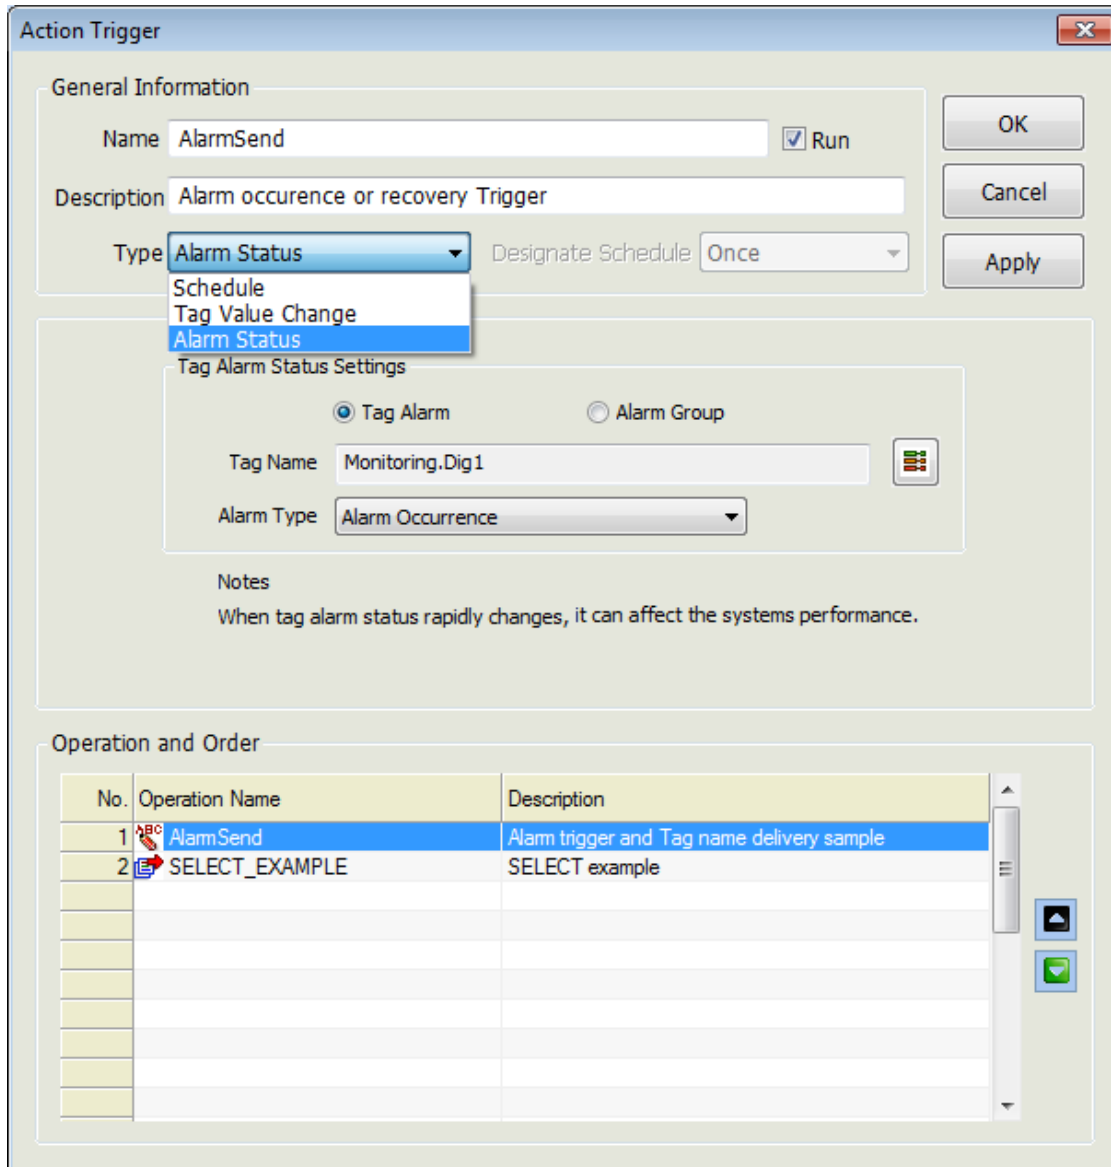 Action Trigger
General Information
Name AlarmSend Run
OK
Description Alarm occurence or recovery Trigger
Cancel
Type Alarm Status Designate Schedule Once
Apply
Schedule
Tag Value Change
Alarm Status
Tag Alarm Status Settings
Tag Alarm Alarm Group
Tag Name Monitoring.Dig1
Alarm Type Alarm Occurrence
Notes
When tag alarm status rapidly changes, it can affect the systems performance.
Operation and Order
No. Operation Name Description
1 ABC AlarmSend Alarm trigger and Tag name delivery sample
2 SELECT_EXAMPLE SELECT example